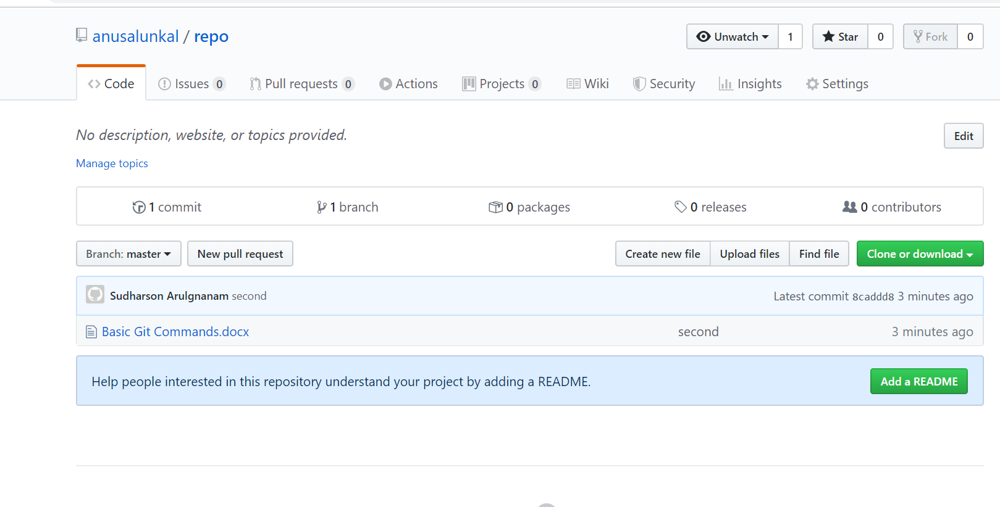 anusalunkal / repo
Unwatch 1 Star 0 Fork 0
Code Issues 0 Pull requests 0 Actions Projects 0 Wiki Security Insights Settings
No description, website, or topics provided.
Edit
Manage topics
1 commit 1 branch 0 packages 0 releases 0 contributors
Branch: master New pull request Create new file Upload files Find file Clone or download
Sudharson Arulgnanam second Latest commit 8caddd8 3 minutes ago
Basic Git Commands.docx second 3 minutes ago
Help people interested in this repository understand your project by adding a README. Add a README